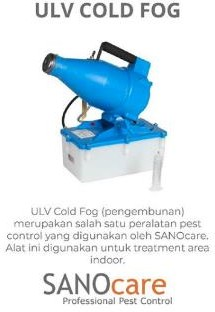 ULV COLD FOG
ULV Cold Fog (pengembunan)
merupakan salah satu peralatan pest
control yang digunakan oleh SANOcare.
Alat ini digunakan untuk treatment area
indoor.
SANOcare
Professional Pest Control